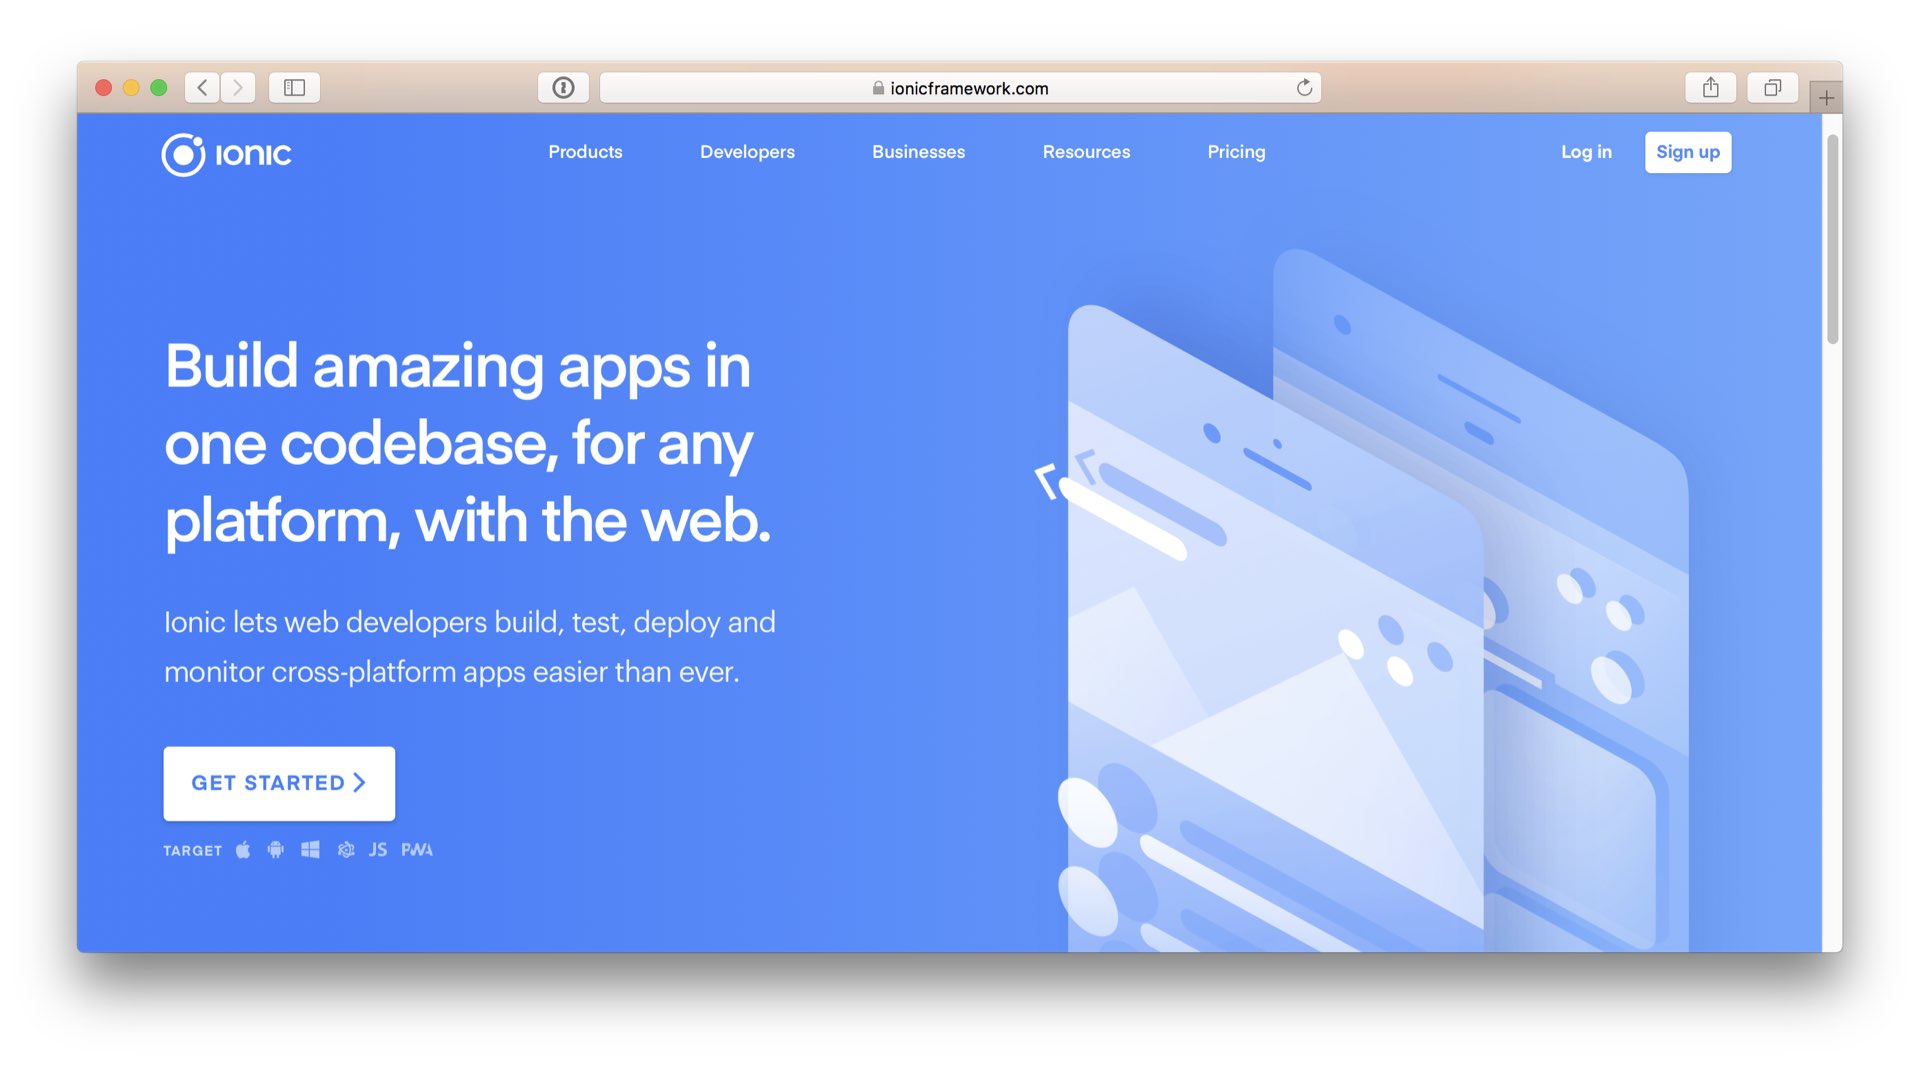 ionicframework.com
ionic
Products
Developers
Businesses
Resources
Pricing
Log in
Sign up
Build amazing apps in
one codebase, for any
platform, with the web.
Ionic lets web developers build, test, deploy and
monitor cross-platform apps easier than ever.
GET STARTED
TARGET JS PWA